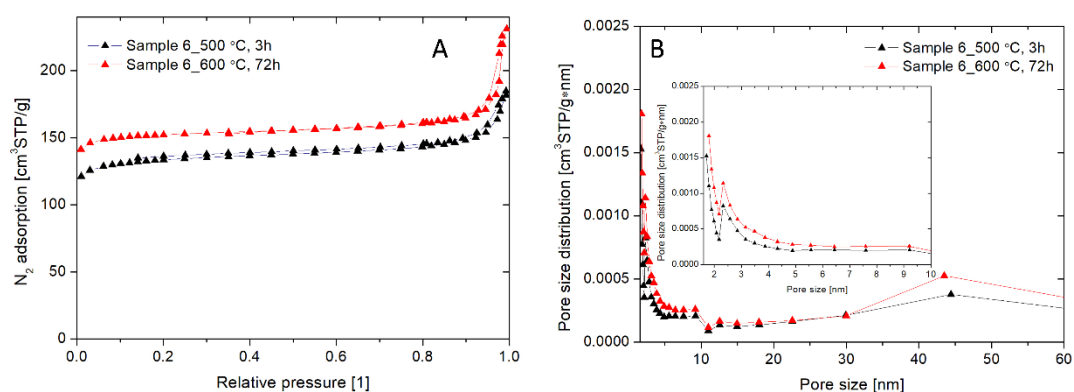 A
Sample 6_500 °C, 3h
Sample 6_600 °C, 72h
N2 adsorption [cm3STP/g]
200
150
100
50
0
0.0 0.2 0.4 0.6 0.8 1.0
Relative pressure [1]
B
Sample 6_500 °C, 3h
Sample 6_600 °C, 72h
Pore size distribution [cm3STP/g*nm]
0.0025
0.0020
0.0015
0.0010
0.0005
0.0000
10 20 30 40 50 60
Pore size [nm]
Pore size distribution [cm3STP/g*nm]
0.0025
0.0020
0.0015
0.0010
0.0005
0.0000
2 3 4 5 6 7 8 9 10
Pore size [nm]